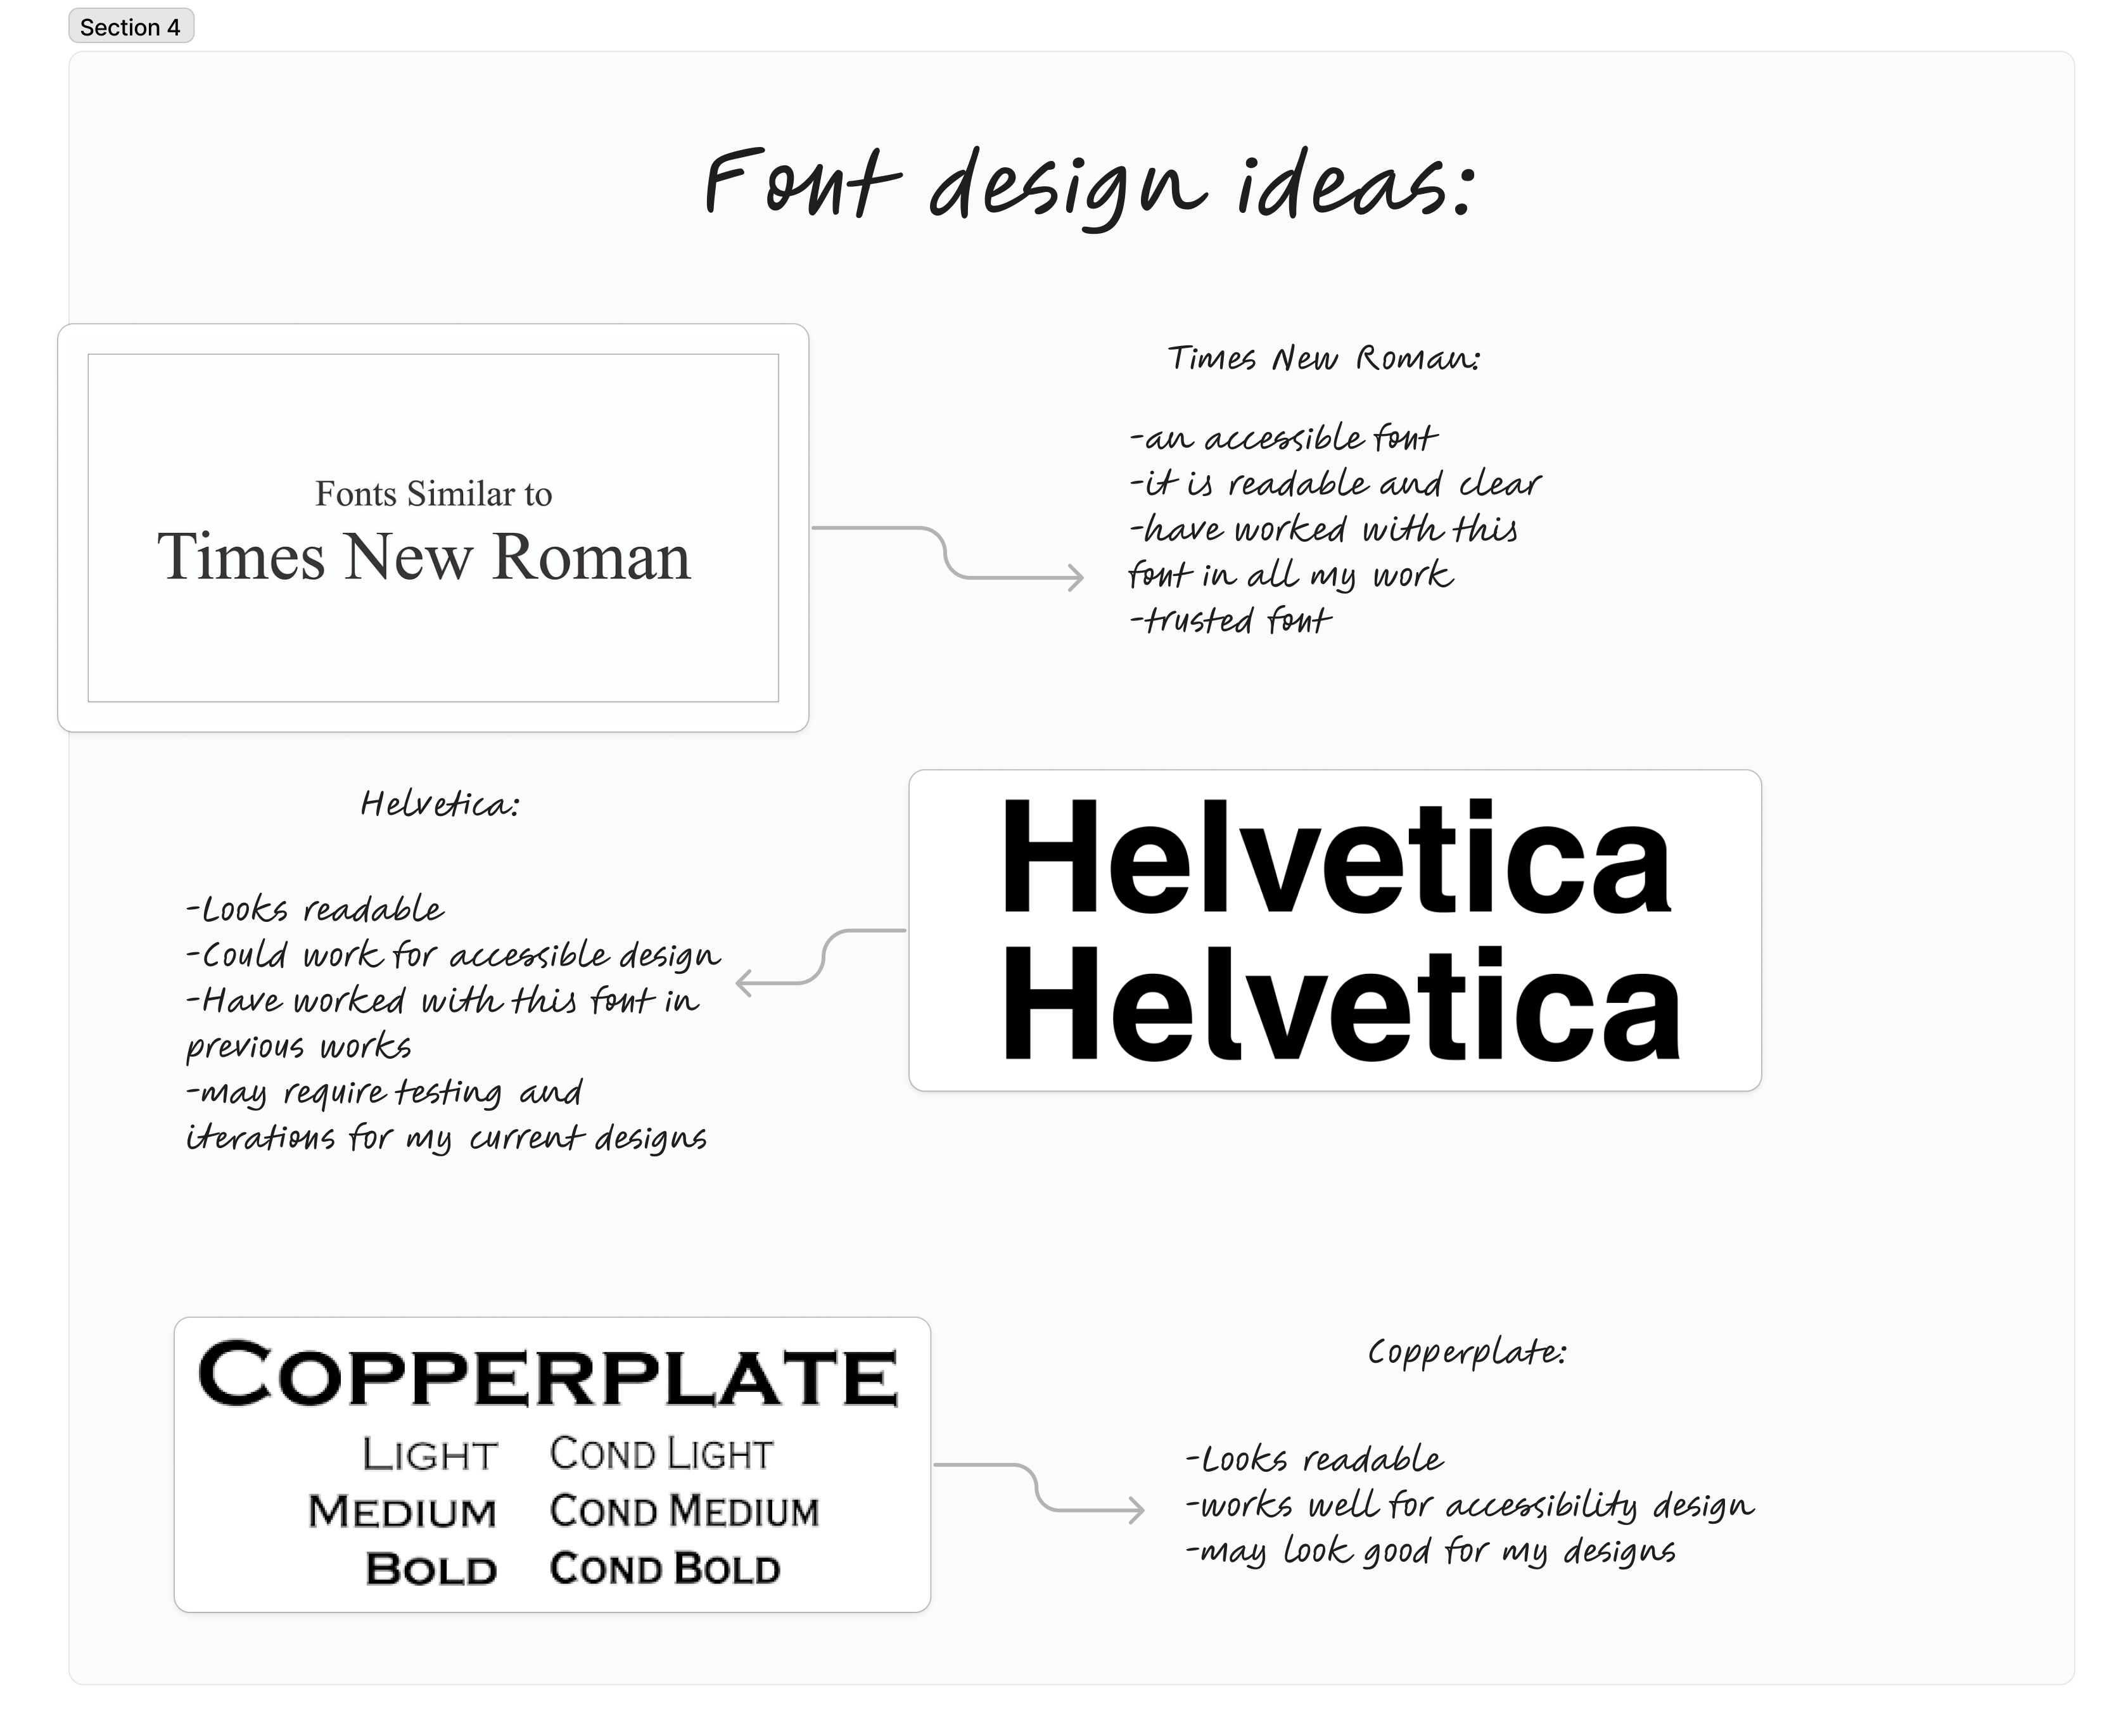 Section 4
Font design ideas:
Fonts Similar to
Times New Roman
Times New Roman:
-an accessible font
-it is readable and clear
-have worked with this
font in all my work
-trusted font
Helvetica:
-Looks readable
-Could work for accessible design
-Have worked with this font in
previous works
-may require testing and
iterations for my current designs
Helvetica
Helvetica
COPPERPLATE
LIGHT COND LIGHT
MEDIUM COND MEDIUM
BOLD COND BOLD
Copperplate:
-Looks readable
-works well for accessibility design
-may look good for my designs